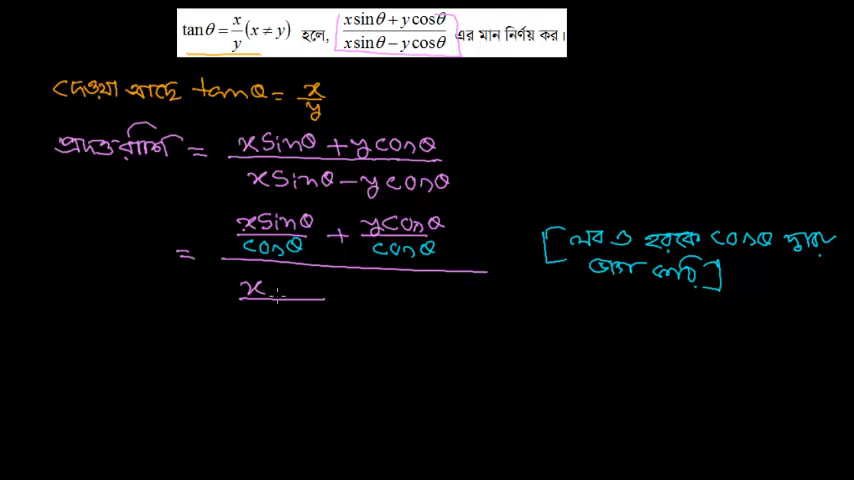 tanθ = x/y (x ≠ y) হলে, (x sinθ + y cosθ)/(x sinθ − y cosθ) এর মান নির্ণয় কর।
দেওয়া আছে tanθ = x/y
প্রদত্ত রাশি = (x sinθ + y cosθ)/(x sinθ − y cosθ)
= (x sinθ/cosθ + y cosθ/cosθ)/(x
[লব ও হরকে cosθ দ্বারা
ভাগ করি]